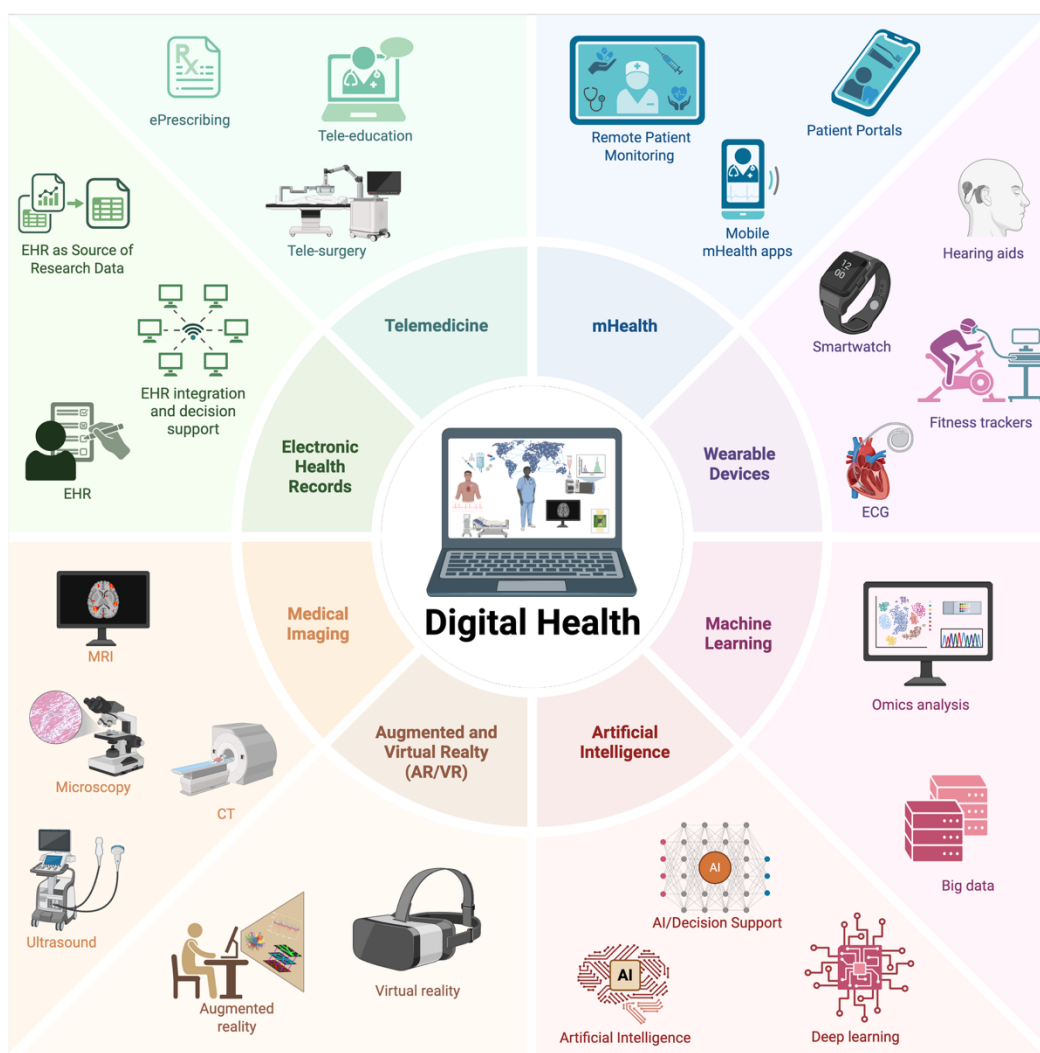 Rx
ePrescribing
Tele-education
Tele-surgery
Telemedicine
Remote Patient
Monitoring
Patient Portals
Mobile
mHealth apps
mHealth
Hearing aids
12
00
Smartwatch
Fitness trackers
ECG
Wearable
Devices
EHR as Source of
Research Data
EHR integration
and decision
support
EHR
Electronic
Health
Records
Digital Health
Medical
Imaging
MRI
Microscopy
CT
Ultrasound
Machine
Learning
Omics analysis
Big data
Augmented and
Virtual Realty
(AR/VR)
Augmented
reality
Virtual reality
Artificial
Intelligence
AI
AI/Decision Support
AI
Artificial Intelligence
Deep learning